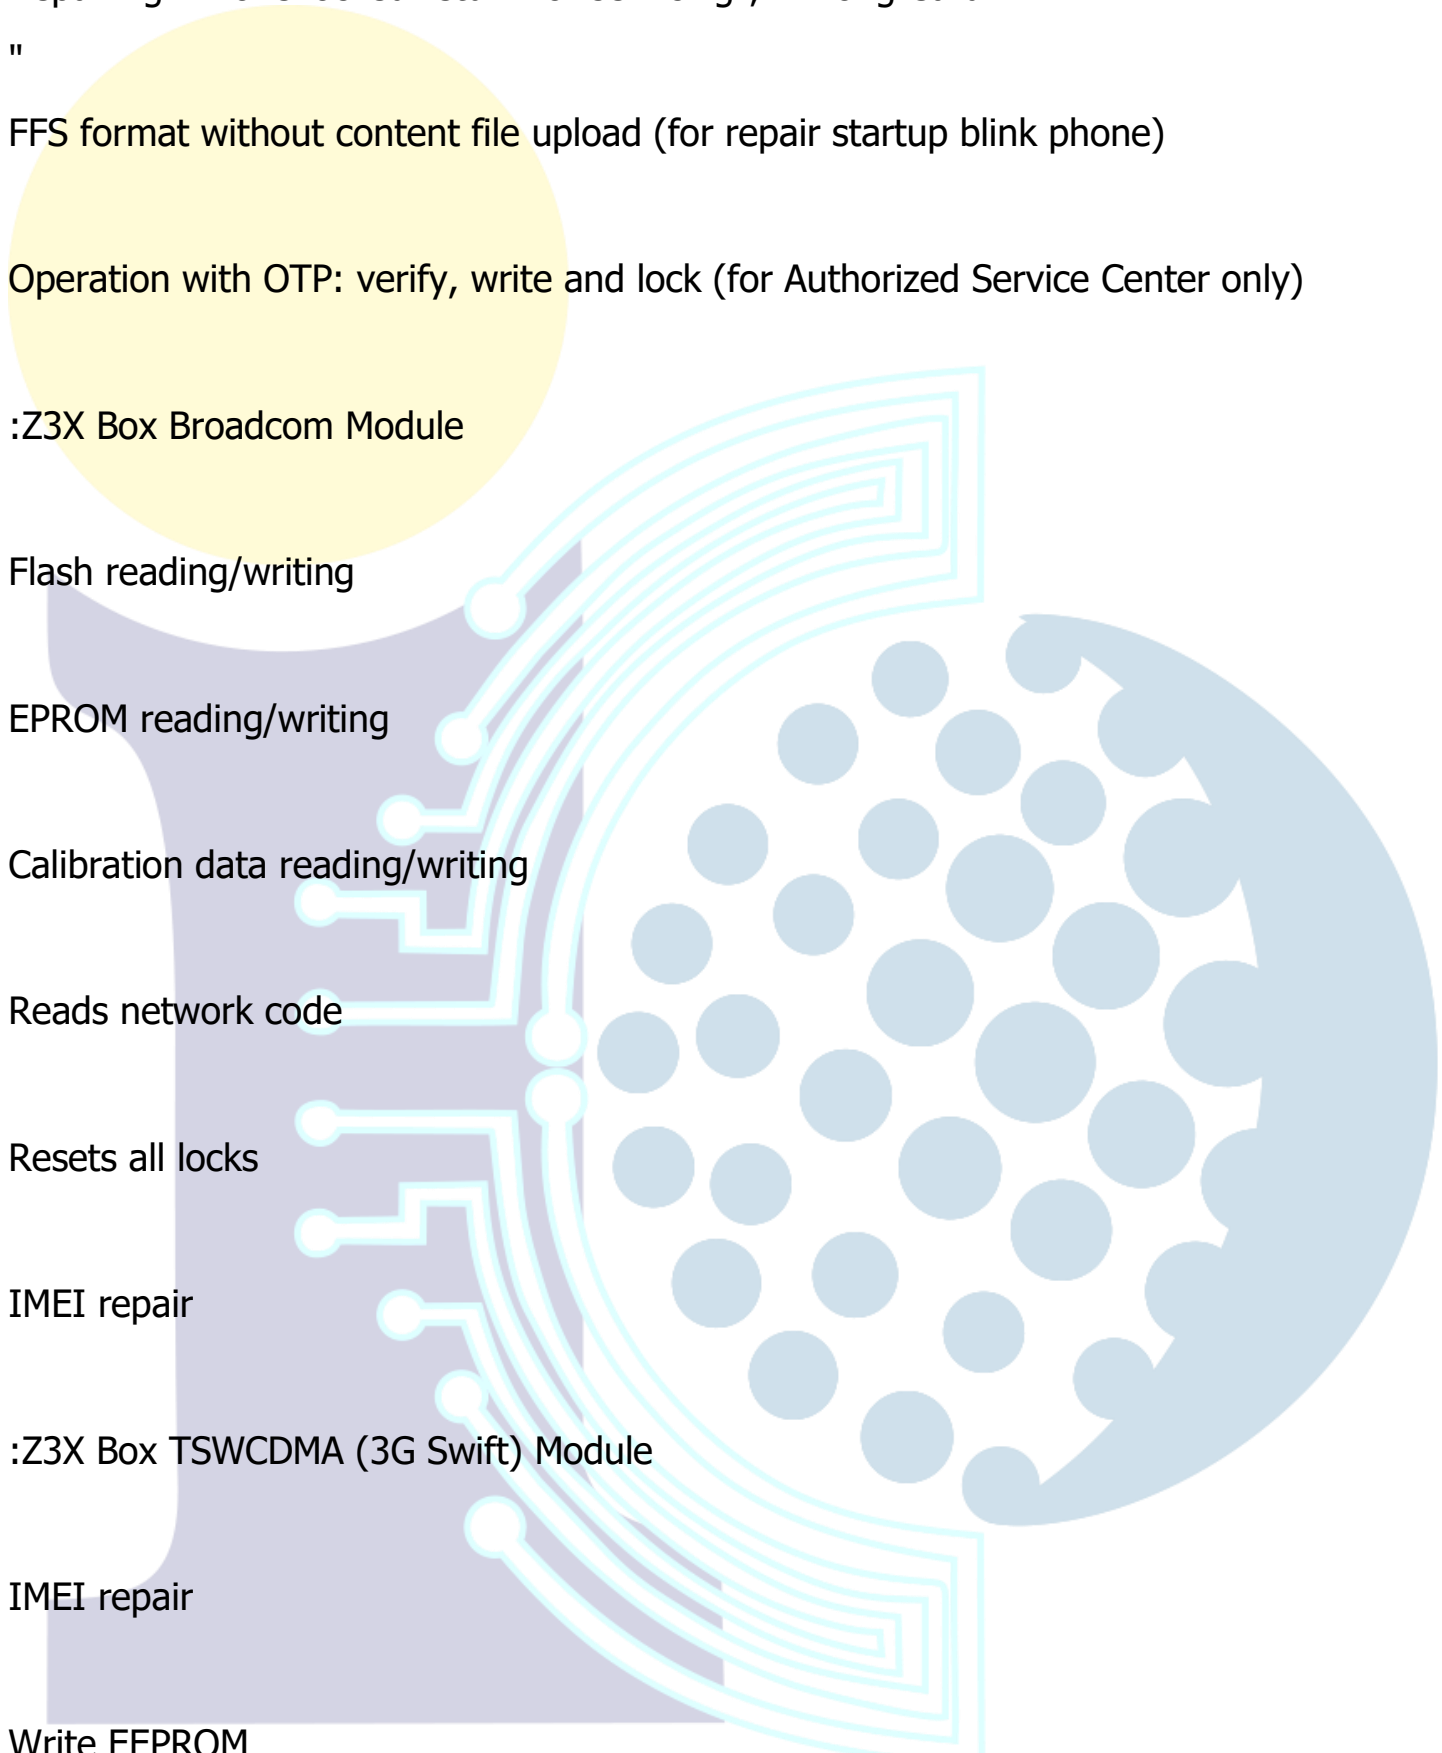 "
FFS format without content file upload (for repair startup blink phone)
Operation with OTP: verify, write and lock (for Authorized Service Center only)
:Z3X Box Broadcom Module
Flash reading/writing
EPROM reading/writing
Calibration data reading/writing
Reads network code
Resets all locks
IMEI repair
:Z3X Box TSWCDMA (3G Swift) Module
IMEI repair
Write EEPROM